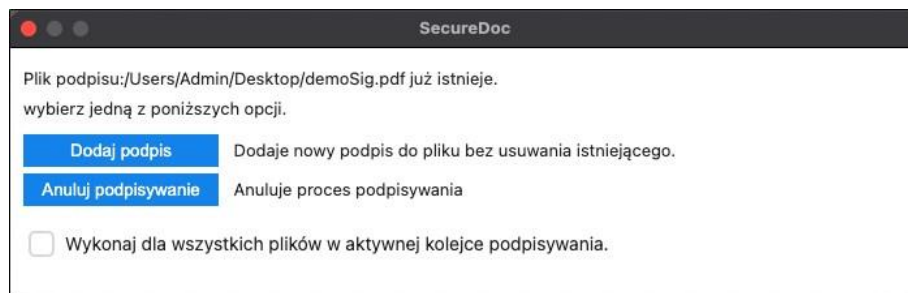 SecureDoc
Plik podpisu:/Users/Admin/Desktop/demoSig.pdf już istnieje.
wybierz jedną z poniższych opcji.
Dodaj podpis Dodaje nowy podpis do pliku bez usuwania istniejącego.
Anuluj podpisywanie Anuluje proces podpisywania
Wykonaj dla wszystkich plików w aktywnej kolejce podpisywania.